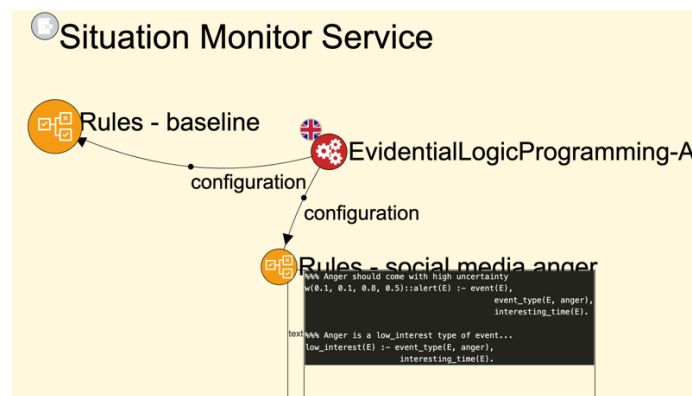 Situation Monitor Service
Rules - baseline
EvidentialLogicProgramming-A
configuration
configuration
Rules - social media anger
%%% Anger should come with high uncertainty
w(0.1, 0.1, 0.8, 0.5)::alert(E) :- event(E),
event_type(E, anger),
interesting_time(E).
text
%%% Anger is a low_interest type of event...
low_interest(E) :- event_type(E, anger),
interesting_time(E).